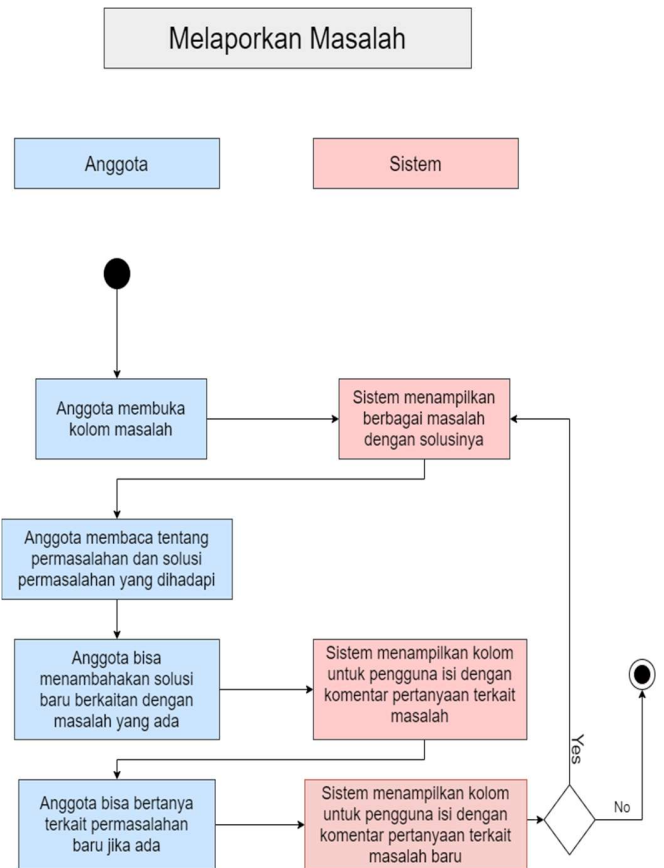 Melaporkan Masalah
Anggota
Sistem
Anggota membuka
kolom masalah
Sistem menampilkan
berbagai masalah
dengan solusinya
Anggota membaca tentang
permasalahan dan solusi
permasalahan yang dihadapi
Anggota bisa
menambahakan solusi
baru berkaitan dengan
masalah yang ada
Sistem menampilkan kolom
untuk pengguna isi dengan
komentar pertanyaan terkait
masalah
Anggota bisa bertanya
terkait permasalahan
baru jika ada
Sistem menampilkan kolom
untuk pengguna isi dengan
komentar pertanyaan terkait
masalah baru
Yes
No